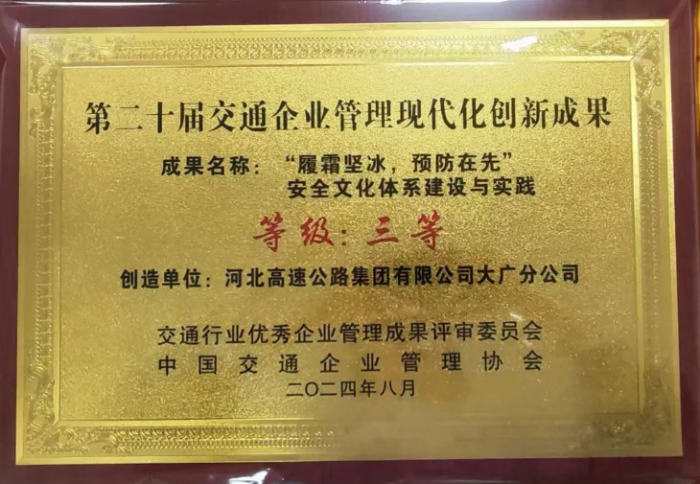 第二十届交通企业管理现代化创新成果
成果名称：“履霜坚冰，预防在先”
安全文化体系建设与实践
等级：三等
创造单位：河北高速公路集团有限公司大广分公司
交通行业优秀企业管理成果评审委员会
中国交通企业管理协会
二〇二四年八月